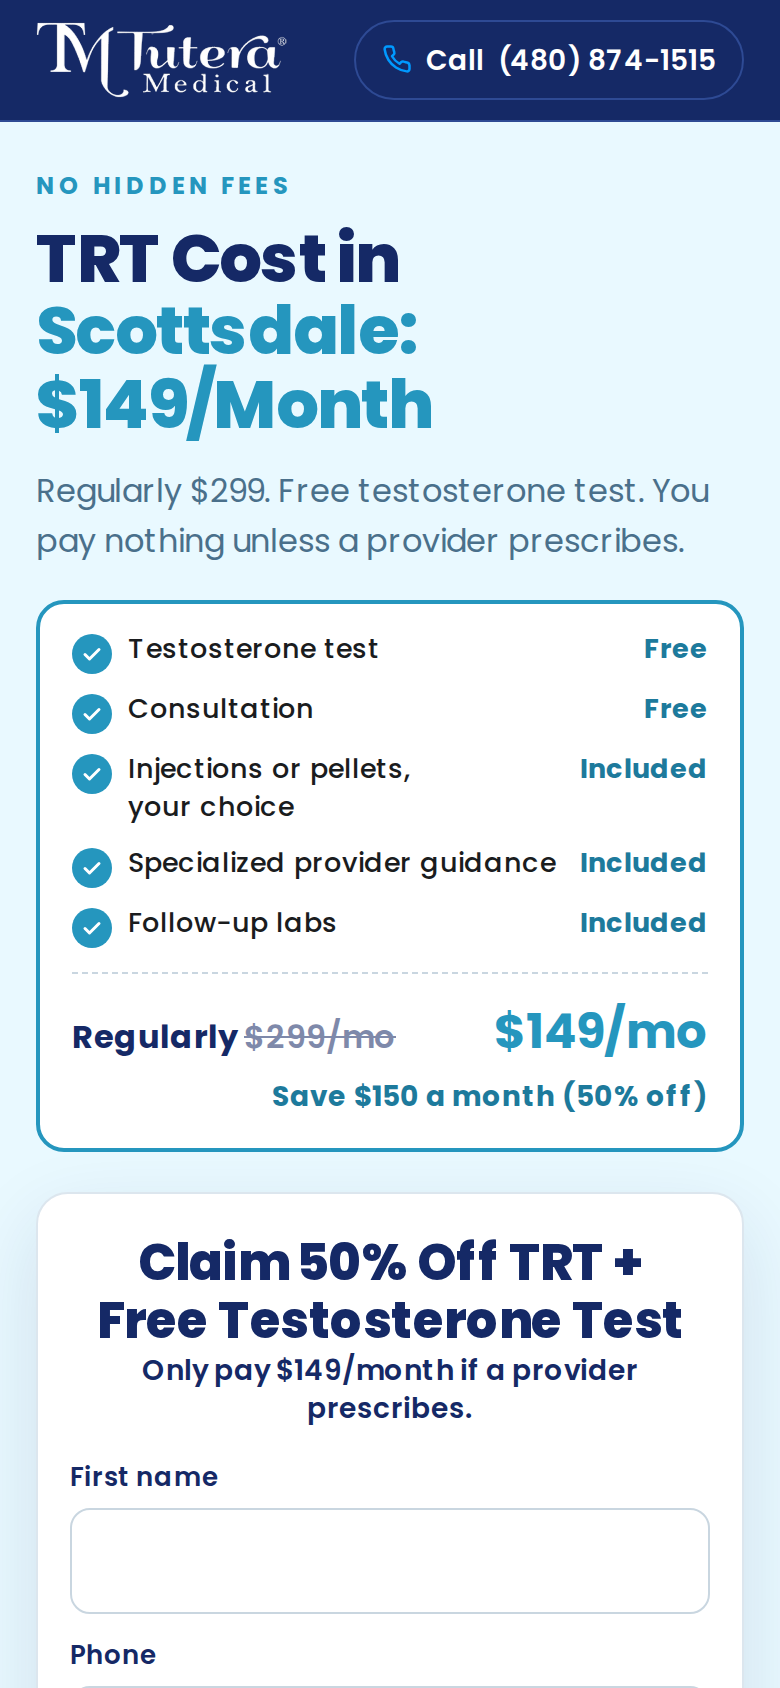 TM Tutera®
Medical
Call (480) 874-1515
NO HIDDEN FEES
TRT Cost in
Scottsdale:
$149/Month
Regularly $299. Free testosterone test. You
pay nothing unless a provider prescribes.
Testosterone test Free
Consultation Free
Injections or pellets, Included
your choice
Specialized provider guidance Included
Follow-up labs Included
Regularly $299/mo $149/mo
Save $150 a month (50% off)
Claim 50% Off TRT +
Free Testosterone Test
Only pay $149/month if a provider
prescribes.
First name
Phone